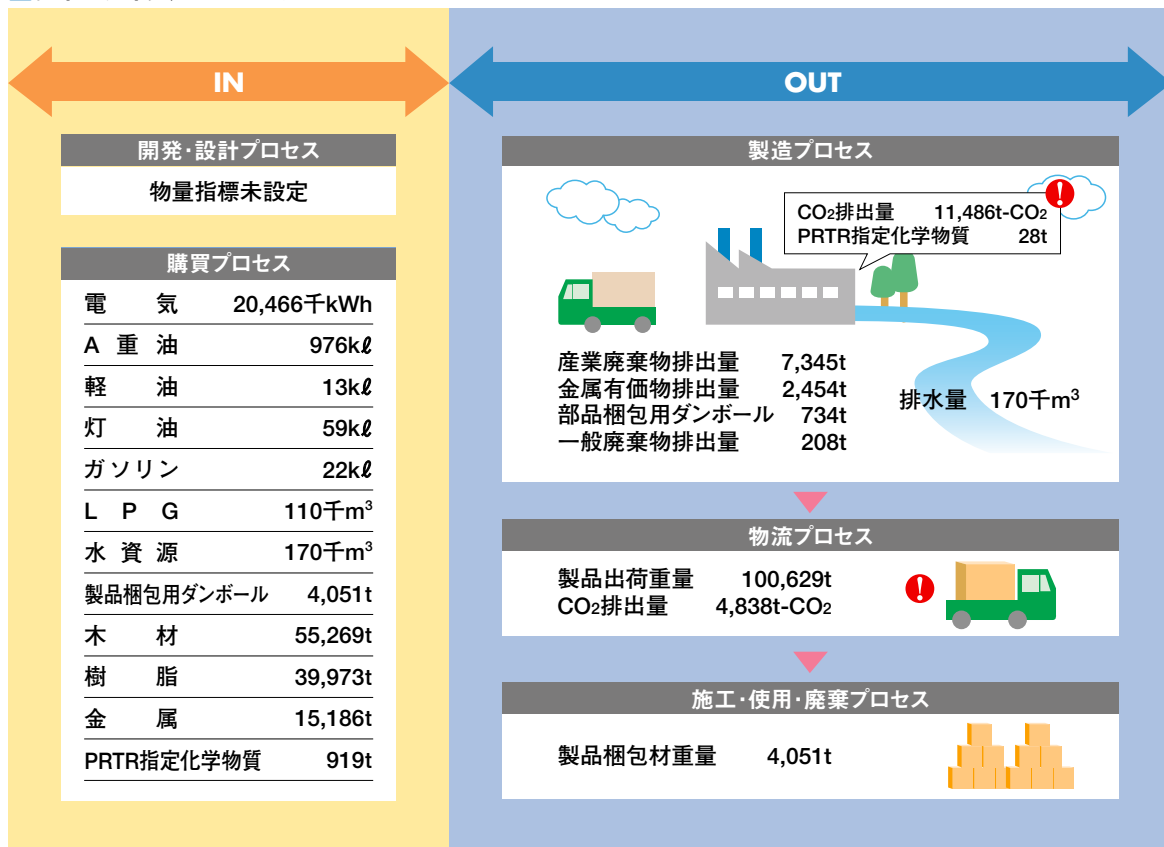 IN
開発・設計プロセス
物量指標未設定
購買プロセス
電気 20,466千kWh
A重油 976kℓ
軽油 13kℓ
灯油 59kℓ
ガソリン 22kℓ
LPG 110千m³
水資源 170千m³
製品梱包用ダンボール 4,051t
木材 55,269t
樹脂 39,973t
金属 15,186t
PRTR指定化学物質 919t
OUT
製造プロセス
CO₂排出量 11,486t-CO₂
PRTR指定化学物質 28t
産業廃棄物排出量 7,345t
金属有価物排出量 2,454t
部品梱包用ダンボール 734t
一般廃棄物排出量 208t
排水量 170千m³
物流プロセス
製品出荷重量 100,629t
CO₂排出量 4,838t-CO₂
施工・使用・廃棄プロセス
製品梱包材重量 4,051t